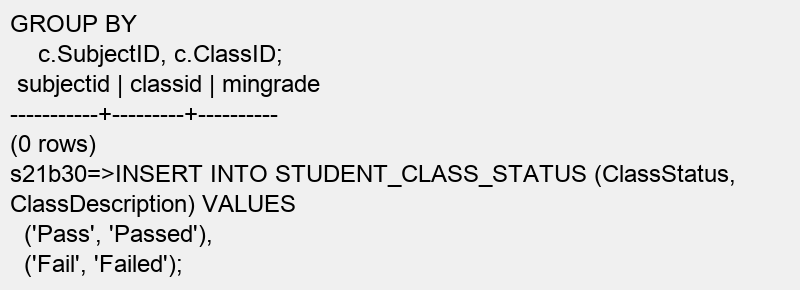 GROUP BY
    c.SubjectID, c.ClassID;
 subjectid | classid | mingrade
-----------+---------+----------
(0 rows)
s21b30=>INSERT INTO STUDENT_CLASS_STATUS (ClassStatus,
ClassDescription) VALUES
  ('Pass', 'Passed'),
  ('Fail', 'Failed');